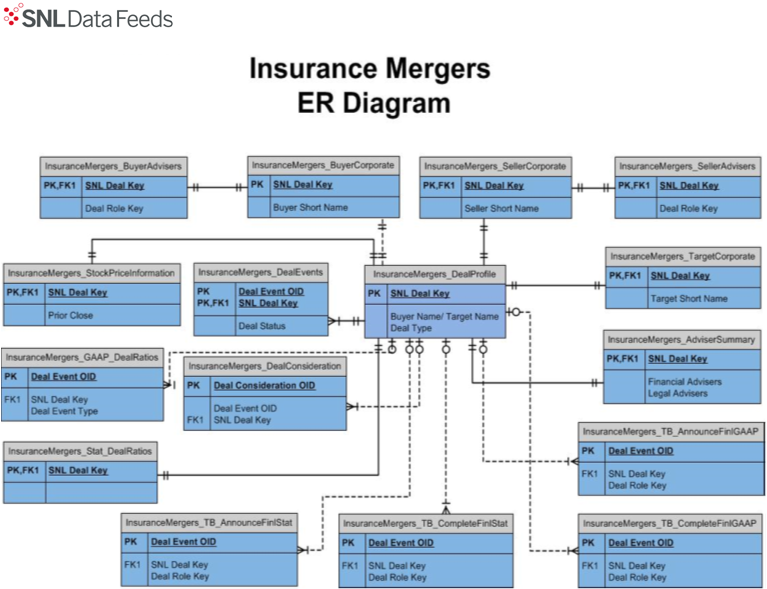 SNL Data Feeds
Insurance Mergers
ER Diagram
InsuranceMergers_BuyerAdvisers
PK,FK1 SNL Deal Key
Deal Role Key
InsuranceMergers_BuyerCorporate
PK SNL Deal Key
Buyer Short Name
InsuranceMergers_SellerCorporate
PK,FK1 SNL Deal Key
Seller Short Name
InsuranceMergers_SellerAdvisers
PK,FK1 SNL Deal Key
Deal Role Key
InsuranceMergers_StockPriceInformation
PK,FK1 SNL Deal Key
Prior Close
InsuranceMergers_DealEvents
PK Deal Event OID
PK,FK1 SNL Deal Key
Deal Status
InsuranceMergers_DealProfile
PK SNL Deal Key
Buyer Name/ Target Name
Deal Type
InsuranceMergers_TargetCorporate
PK,FK1 SNL Deal Key
Target Short Name
InsuranceMergers_GAAP_DealRatios
PK Deal Event OID
FK1 SNL Deal Key
Deal Event Type
InsuranceMergers_DealConsideration
PK Deal Consideration OID
Deal Event OID
FK1 SNL Deal Key
InsuranceMergers_AdviserSummary
PK,FK1 SNL Deal Key
Financial Advisers
Legal Advisers
InsuranceMergers_Stat_DealRatios
PK,FK1 SNL Deal Key
InsuranceMergers_TB_AnnounceFinlGAAP
PK Deal Event OID
FK1 SNL Deal Key
Deal Role Key
InsuranceMergers_TB_AnnounceFinlStat
PK Deal Event OID
FK1 SNL Deal Key
Deal Role Key
InsuranceMergers_TB_CompleteFinlStat
PK Deal Event OID
FK1 SNL Deal Key
Deal Role Key
InsuranceMergers_TB_CompleteFinlGAAP
PK Deal Event OID
FK1 SNL Deal Key
Deal Role Key